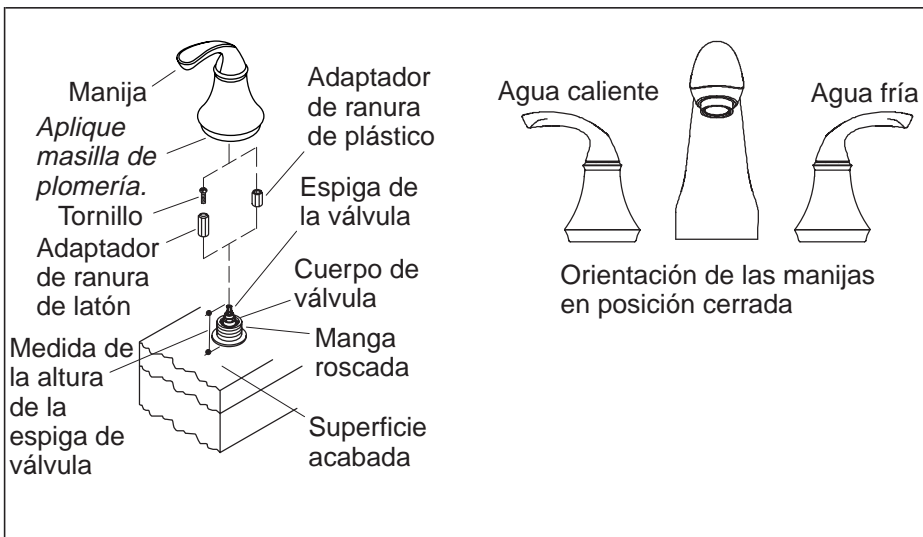 Manija
Aplique
masilla de
plomería.
Tornillo
Adaptador
de ranura
de latón
Medida de
la altura
de la
espiga de
válvula
Adaptador
de ranura
de plástico
Espiga de
la válvula
Cuerpo de
válvula
Manga
roscada
Superficie
acabada
Agua caliente
Agua fría
Orientación de las manijas
en posición cerrada